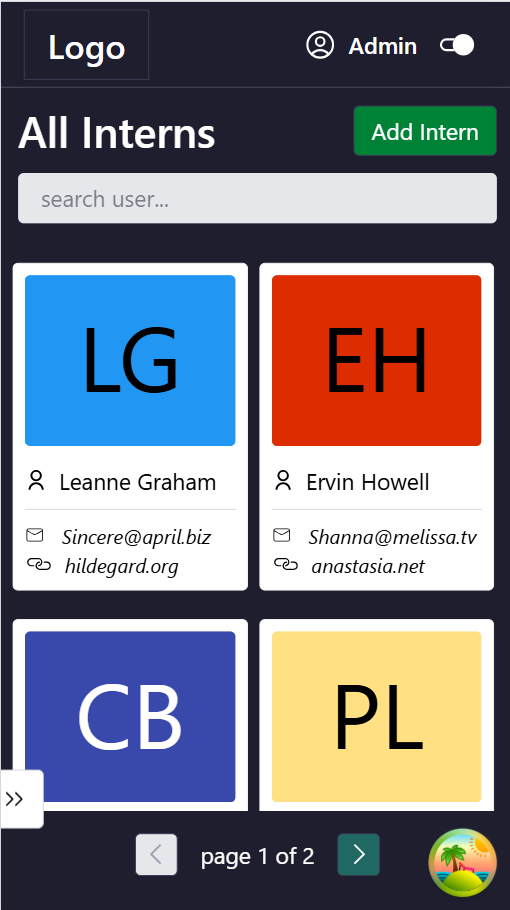 Logo
Admin
All Interns
Add Intern
search user...
LG
EH
Leanne Graham
Ervin Howell
Sincere@april.biz
Shanna@melissa.tv
hildegard.org
anastasia.net
CB
PL
page 1 of 2